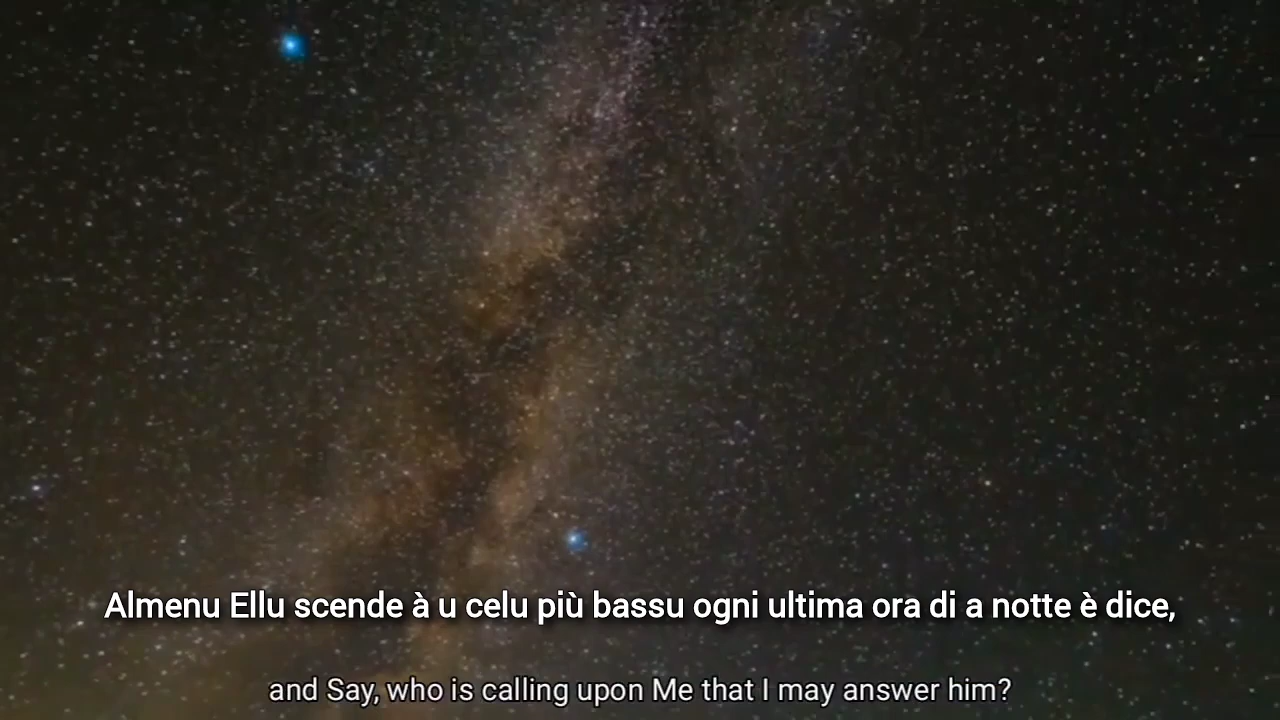 Almenu Ellu scende à u celu più bassu ogni ultima ora di a notte è dice,
and Say, who is calling upon Me that I may answer him?